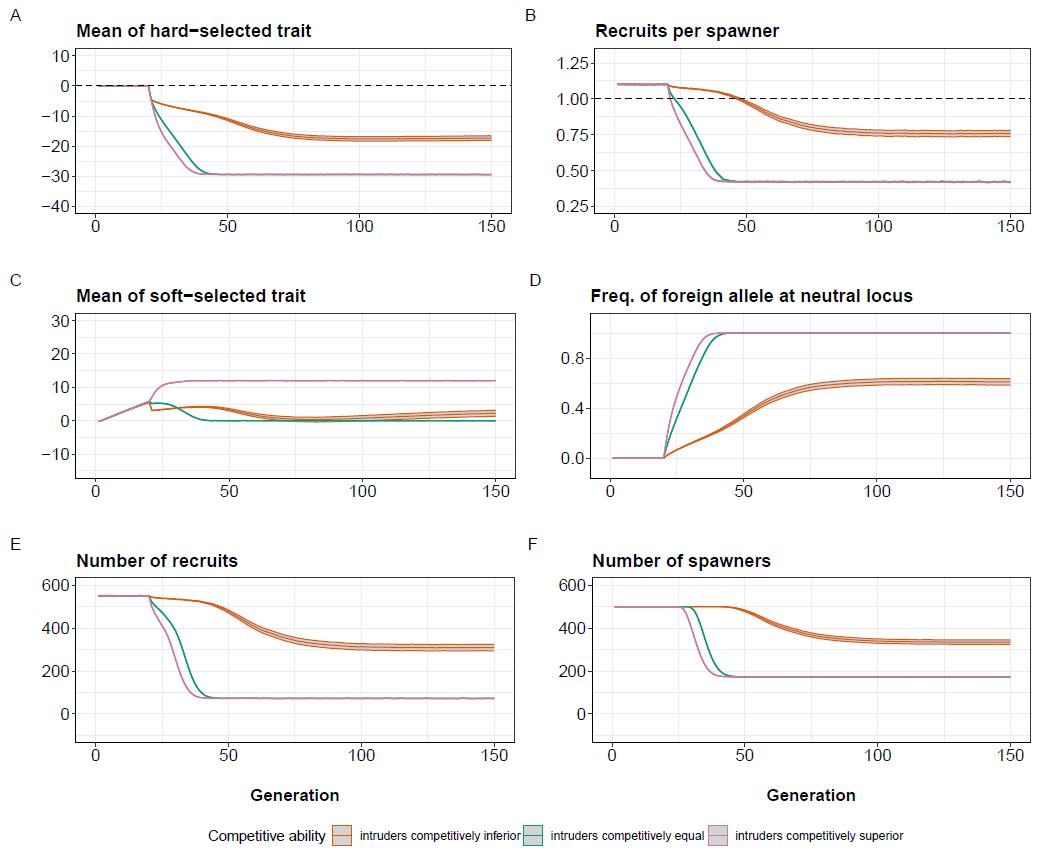 A
Mean of hard−selected trait
10
0
−10
−20
−30
−40
0 50 100 150
B
Recruits per spawner
1.25
1.00
0.75
0.50
0.25
0 50 100 150
C
Mean of soft−selected trait
30
20
10
0
−10
0 50 100 150
D
Freq. of foreign allele at neutral locus
0.8
0.4
0.0
0 50 100 150
E
Number of recruits
600
400
200
0
0 50 100 150
Generation
F
Number of spawners
600
400
200
0
0 50 100 150
Generation
Competitive ability intruders competitively inferior intruders competitively equal intruders competitively superior